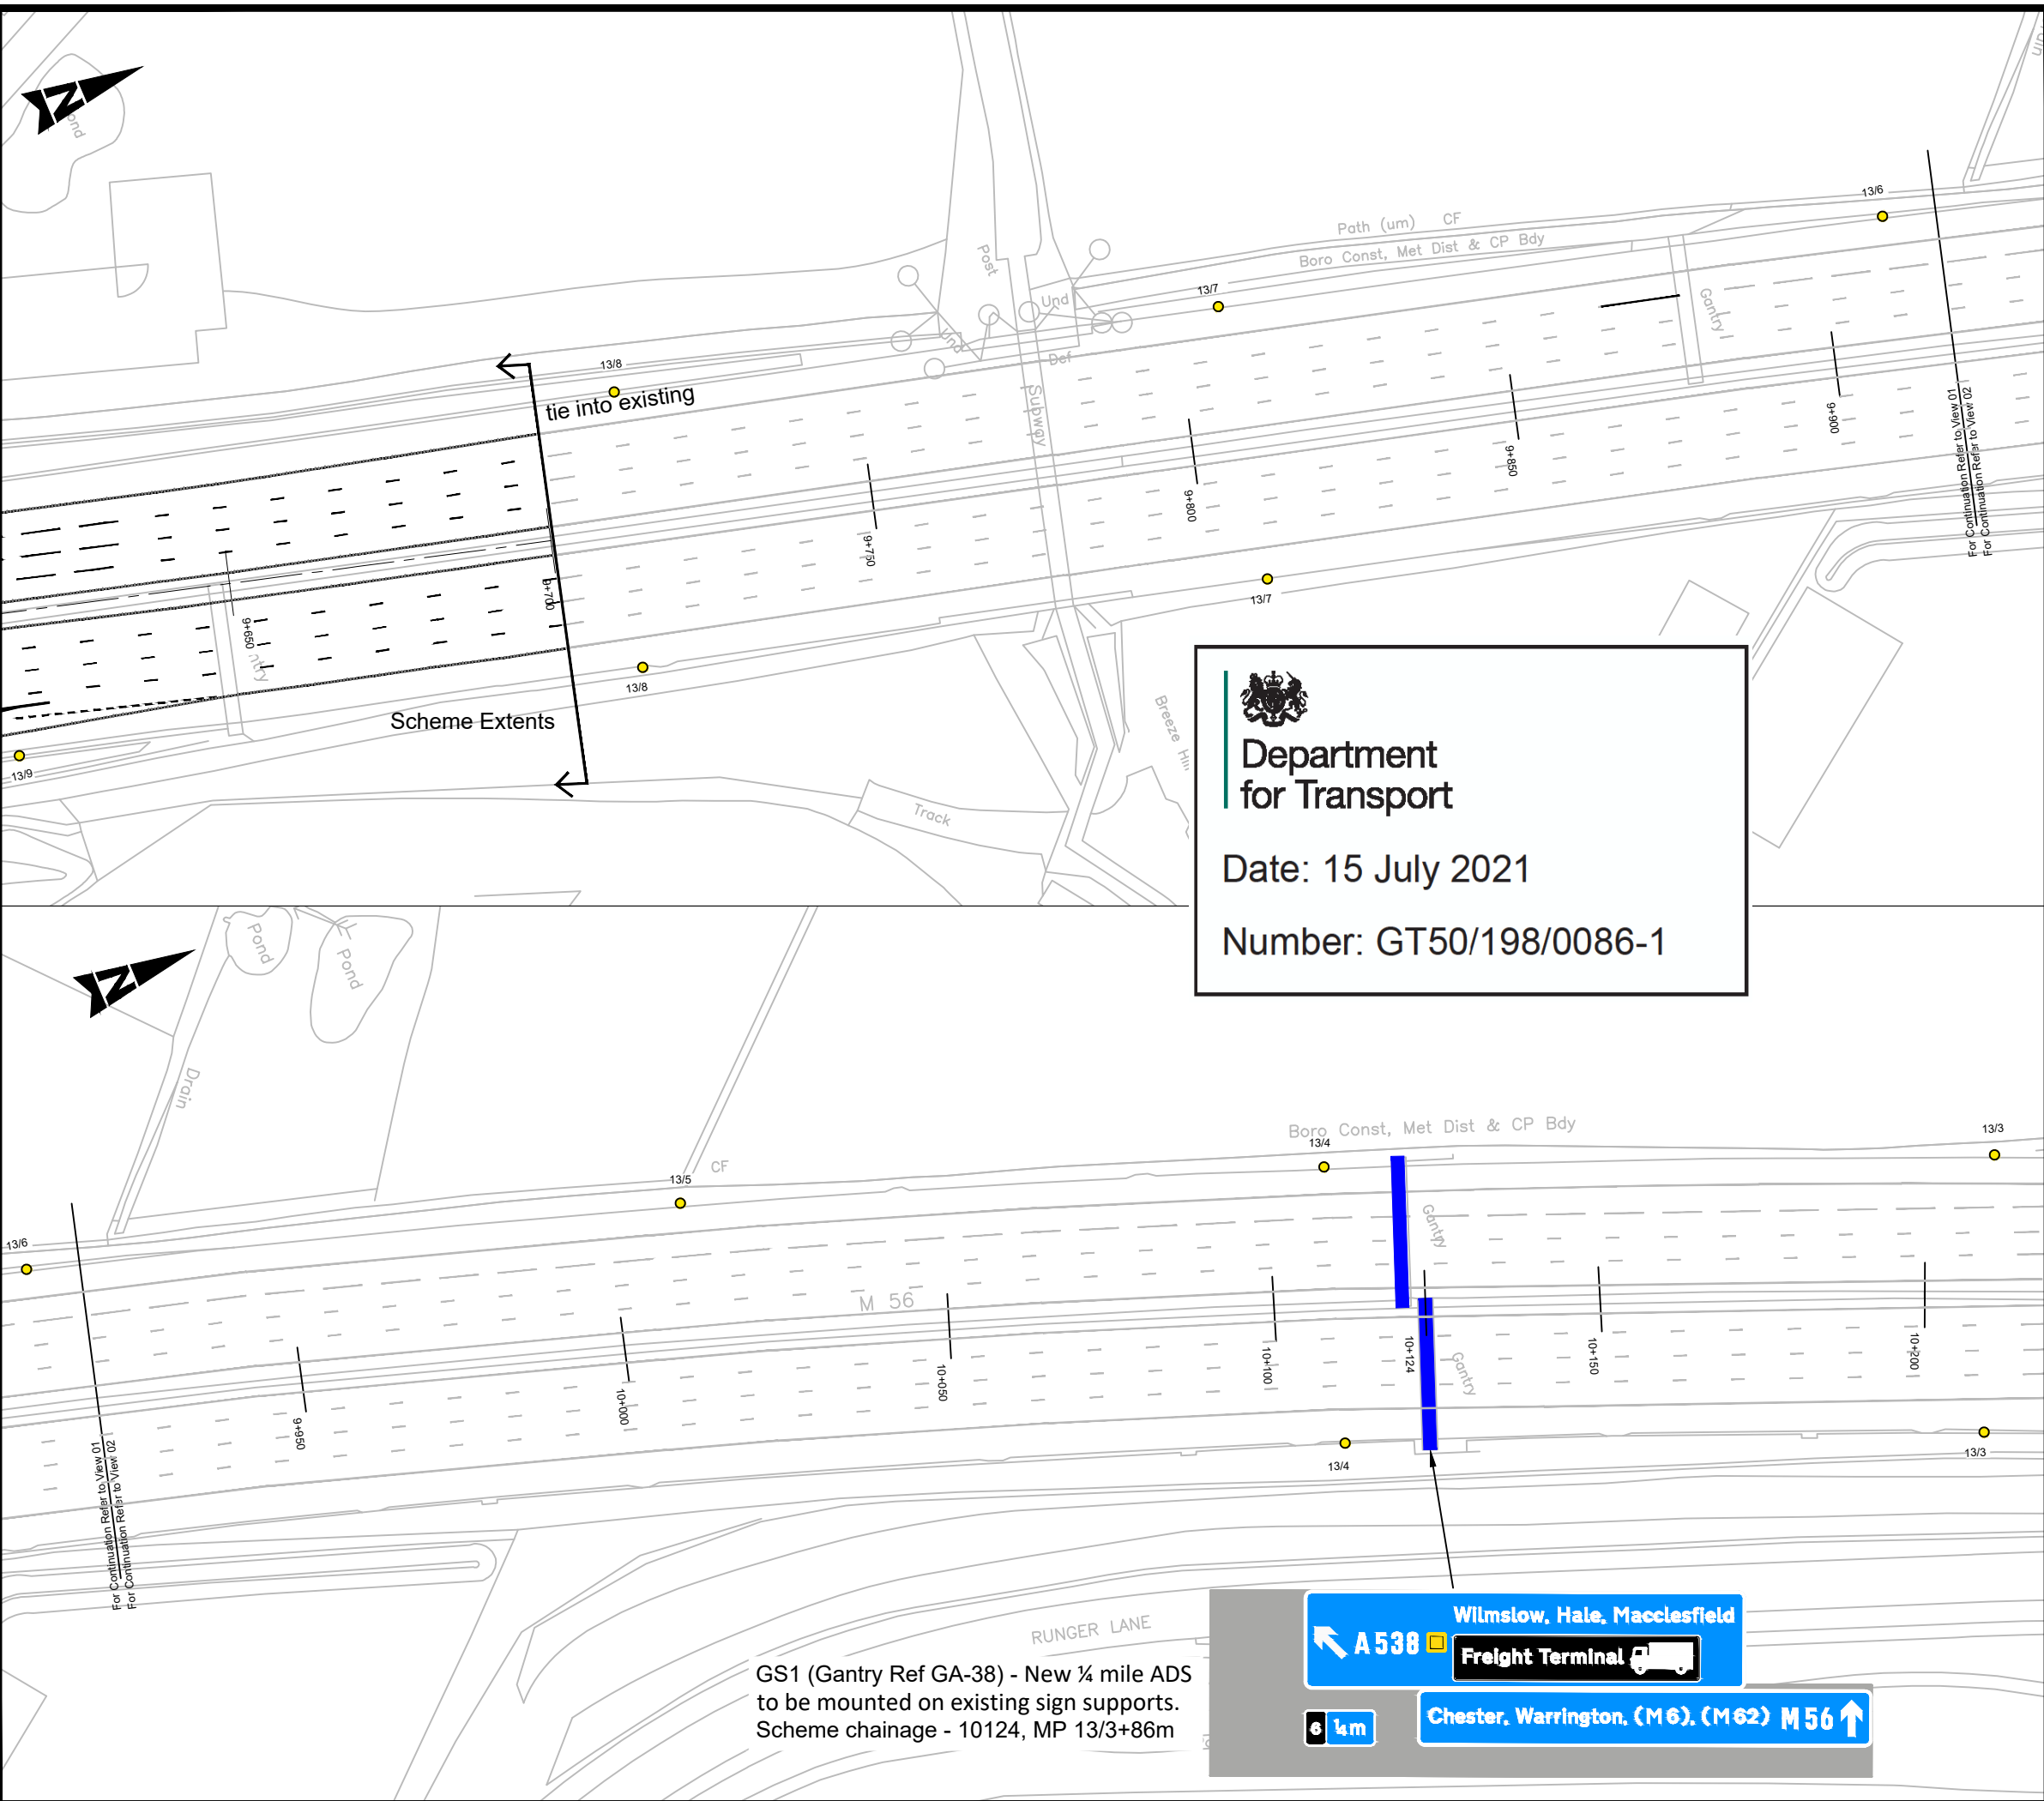 N
ond
Path (um) CF
Boro Const, Met Dist & CP Bdy
13/6
13/7
Post
Und
Und
Def
Subway
Gantry
13/8
tie into existing
9+650
ntry
9+700
9+750
9+800
9+850
9+900
For Continuation Refer to View 01
For Continuation Refer to View 02
Scheme Extents
13/9
13/8
13/7
Track
Department
for Transport
Date: 15 July 2021
Number: GT50/198/0086-1
N
Pond
Pond
Drain
CF
Boro Const, Met Dist & CP Bdy
13/6
13/5
13/4
13/3
Gantry
M 56
9+950
10+000
10+050
10+100
10+124
Gantry
10+150
10+200
For Continuation Refer to View 01
For Continuation Refer to View 02
13/4
13/3
RUNGER LANE
GS1 (Gantry Ref GA-38) - New ¼ mile ADS
to be mounted on existing sign supports.
Scheme chainage - 10124, MP 13/3+86m
Wilmslow, Hale, Macclesfield
A538
Freight Terminal
6 ¼m
Chester, Warrington, (M6), (M62) M56